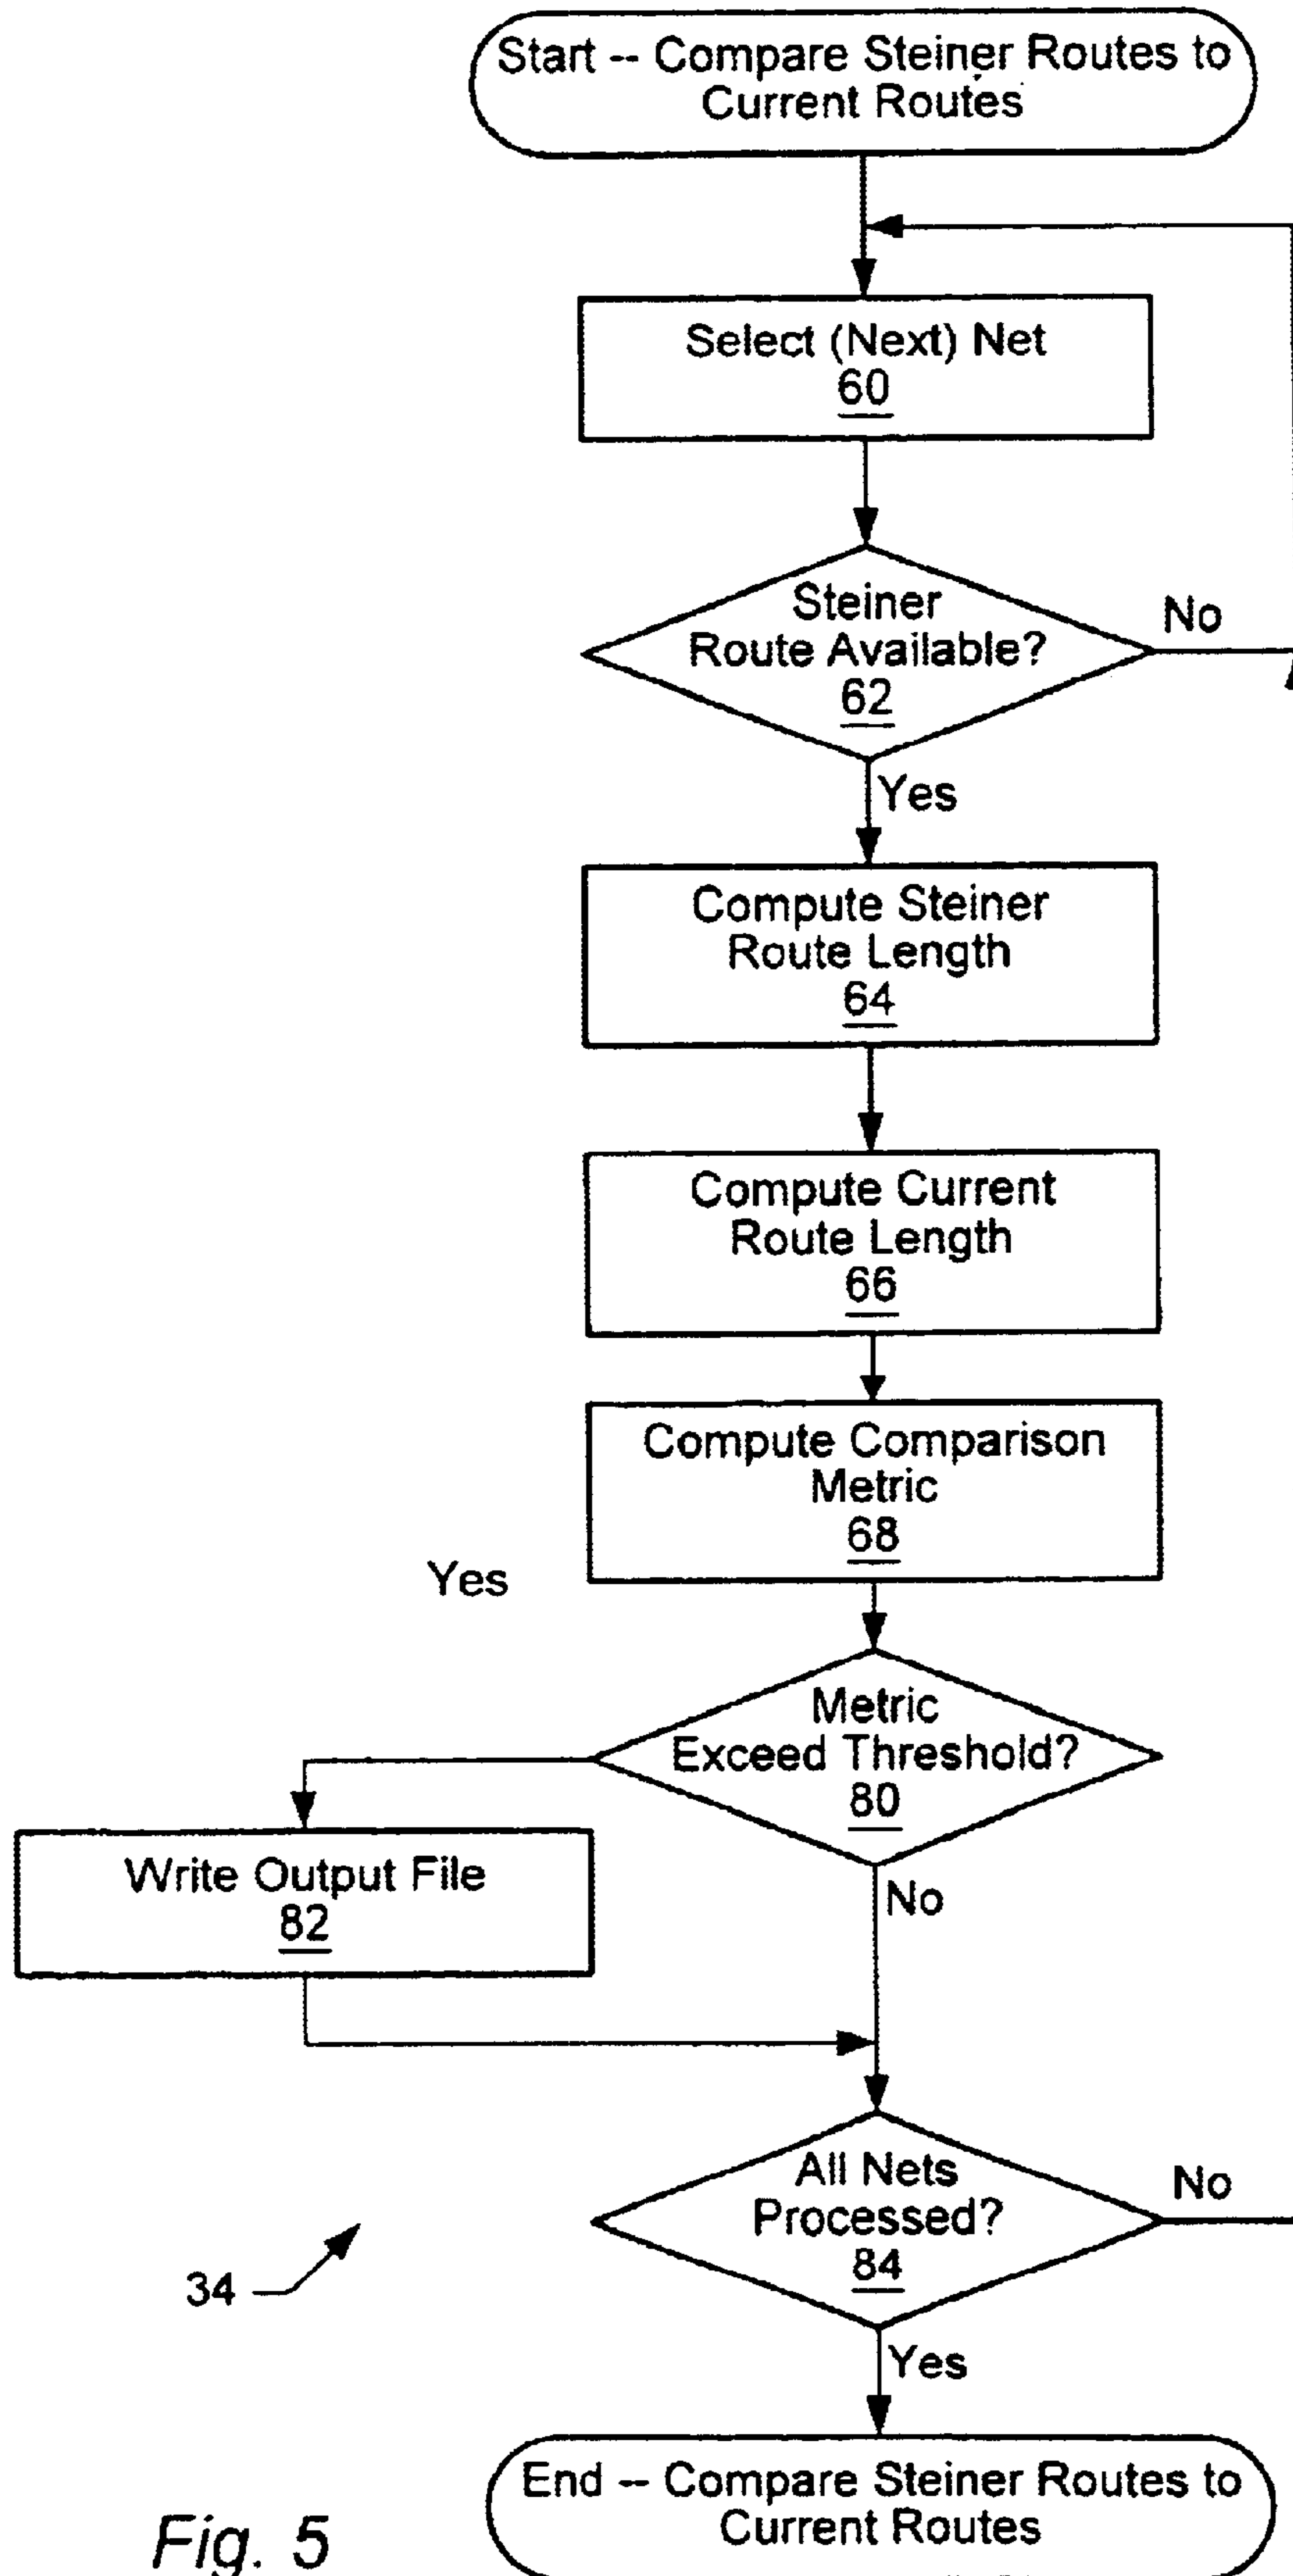 Start -- Compare Steiner Routes to
Current Routes
Select (Next) Net
60
Steiner
Route Available?
62
No
Yes
Compute Steiner
Route Length
64
Compute Current
Route Length
66
Compute Comparison
Metric
68
Yes
Metric
Exceed Threshold?
80
Write Output File
82
No
All Nets
Processed?
84
No
34
Yes
End -- Compare Steiner Routes to
Current Routes
Fig. 5